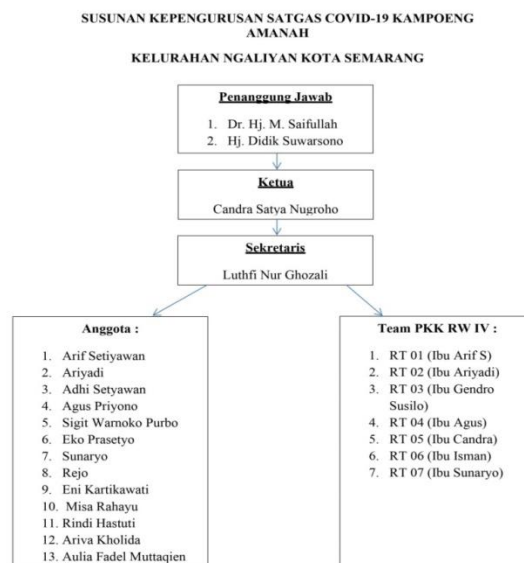 SUSUNAN KEPENGURUSAN SATGAS COVID-19 KAMPOENG
AMANAH
KELURAHAN NGALIYAN KOTA SEMARANG
Penanggung Jawab
1. Dr. Hj. M. Saifullah
2. Hj. Didik Suwarsono
Ketua
Candra Satya Nugroho
Sekretaris
Luthfi Nur Ghozali
Anggota :
1. Arif Setiyawan
2. Ariyadi
3. Adhi Setyawan
4. Agus Priyono
5. Sigit Warnoko Purbo
6. Eko Prasetyo
7. Sunaryo
8. Rejo
9. Eni Kartikawati
10. Misa Rahayu
11. Rindi Hastuti
12. Ariva Kholida
13. Aulia Fadel Muttaqien
Team PKK RW IV :
1. RT 01 (Ibu Arif S)
2. RT 02 (Ibu Ariyadi)
3. RT 03 (Ibu Gendro
Susilo)
4. RT 04 (Ibu Agus)
5. RT 05 (Ibu Candra)
6. RT 06 (Ibu Isman)
7. RT 07 (Ibu Sunaryo)